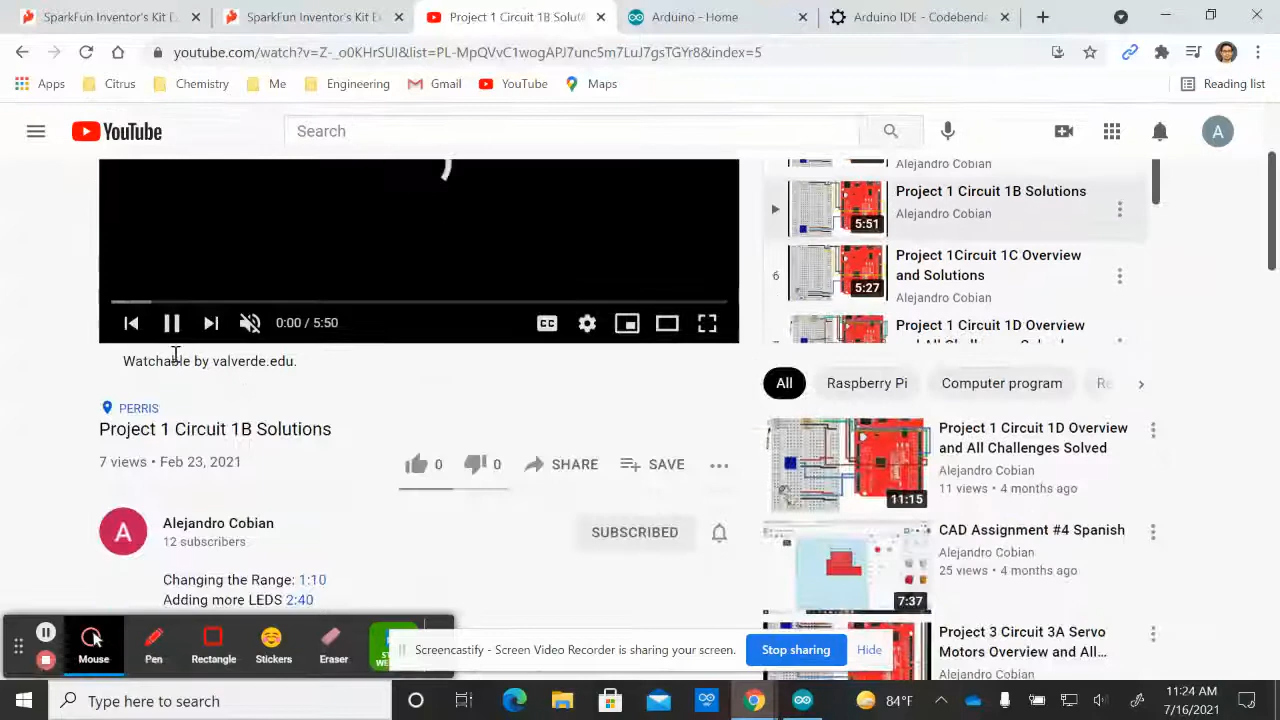 SparkFun Inventor's Kit
SparkFun Inventor's Kit Ex
Project 1 Circuit 1B Soluti
Arduino - Home
Arduino IDE - Codebend
youtube.com/watch?v=Z-_o0KHrSUI&list=PL-MpQVvC1wogAPJ7uncSm7LuJ7gsTGYr8&index=5
Apps
Citrus
Chemistry
Me
Engineering
Gmail
YouTube
Maps
Reading list
YouTube
Search
A
0:00 / 5:50
CC
Watchable by valverde.edu.
PERRIS
Project 1 Circuit 1B Solutions
7 views • Feb 23, 2021
0
0
SHARE
SAVE
A
Alejandro Cobian
12 subscribers
SUBSCRIBED
Changing the Range: 1:10
Adding more LEDS 2:40
Alejandro Cobian
Project 1 Circuit 1B Solutions
Alejandro Cobian
5:51
6
Project 1Circuit 1C Overview
and Solutions
Alejandro Cobian
5:27
Project 1 Circuit 1D Overview
All
Raspberry Pi
Computer program
Re
Project 1 Circuit 1D Overview
and All Challenges Solved
Alejandro Cobian
11 views • 4 months ago
11:15
CAD Assignment #4 Spanish
Alejandro Cobian
25 views • 4 months ago
7:37
Project 3 Circuit 3A Servo
Motors Overview and All...
Alejandro Cobian
Mouse
Pen
Rectangle
Stickers
Eraser
Screencastify - Screen Video Recorder is sharing your screen.
Stop sharing
Hide
Type here to search
84°F
11:24 AM
7/16/2021